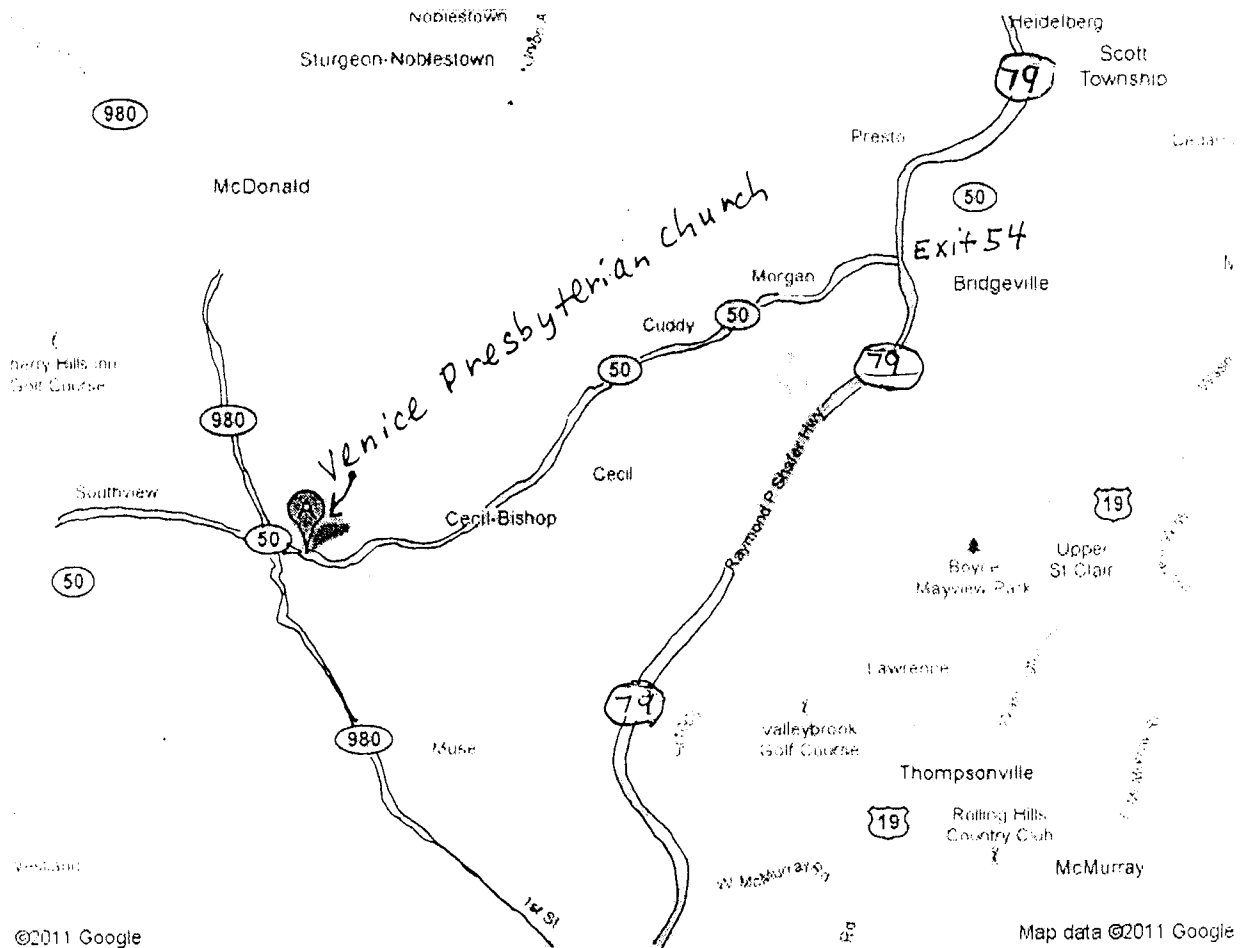 Noblestown
Heidelberg
Sturgeon-Noblestown
Scott
Township
79
980
Presto
McDonald
50
Venice Presbyterian church
Exit 54
Morgan
Bridgeville
50
Cuddy
50
79
Golf Course
980
Raymond P. Shafer Hwy
Cecil
Southview
Cecil-Bishop
19
50
50
Boyce
Mayview Park
Upper
St Clair
Lawrence
79
980
Muse
Valleybrook
Golf Course
Thompsonville
19
Rolling Hills
Country Club
McMurray
W McMurray Rd
1st St
Rd
©2011 Google
Map data ©2011 Google